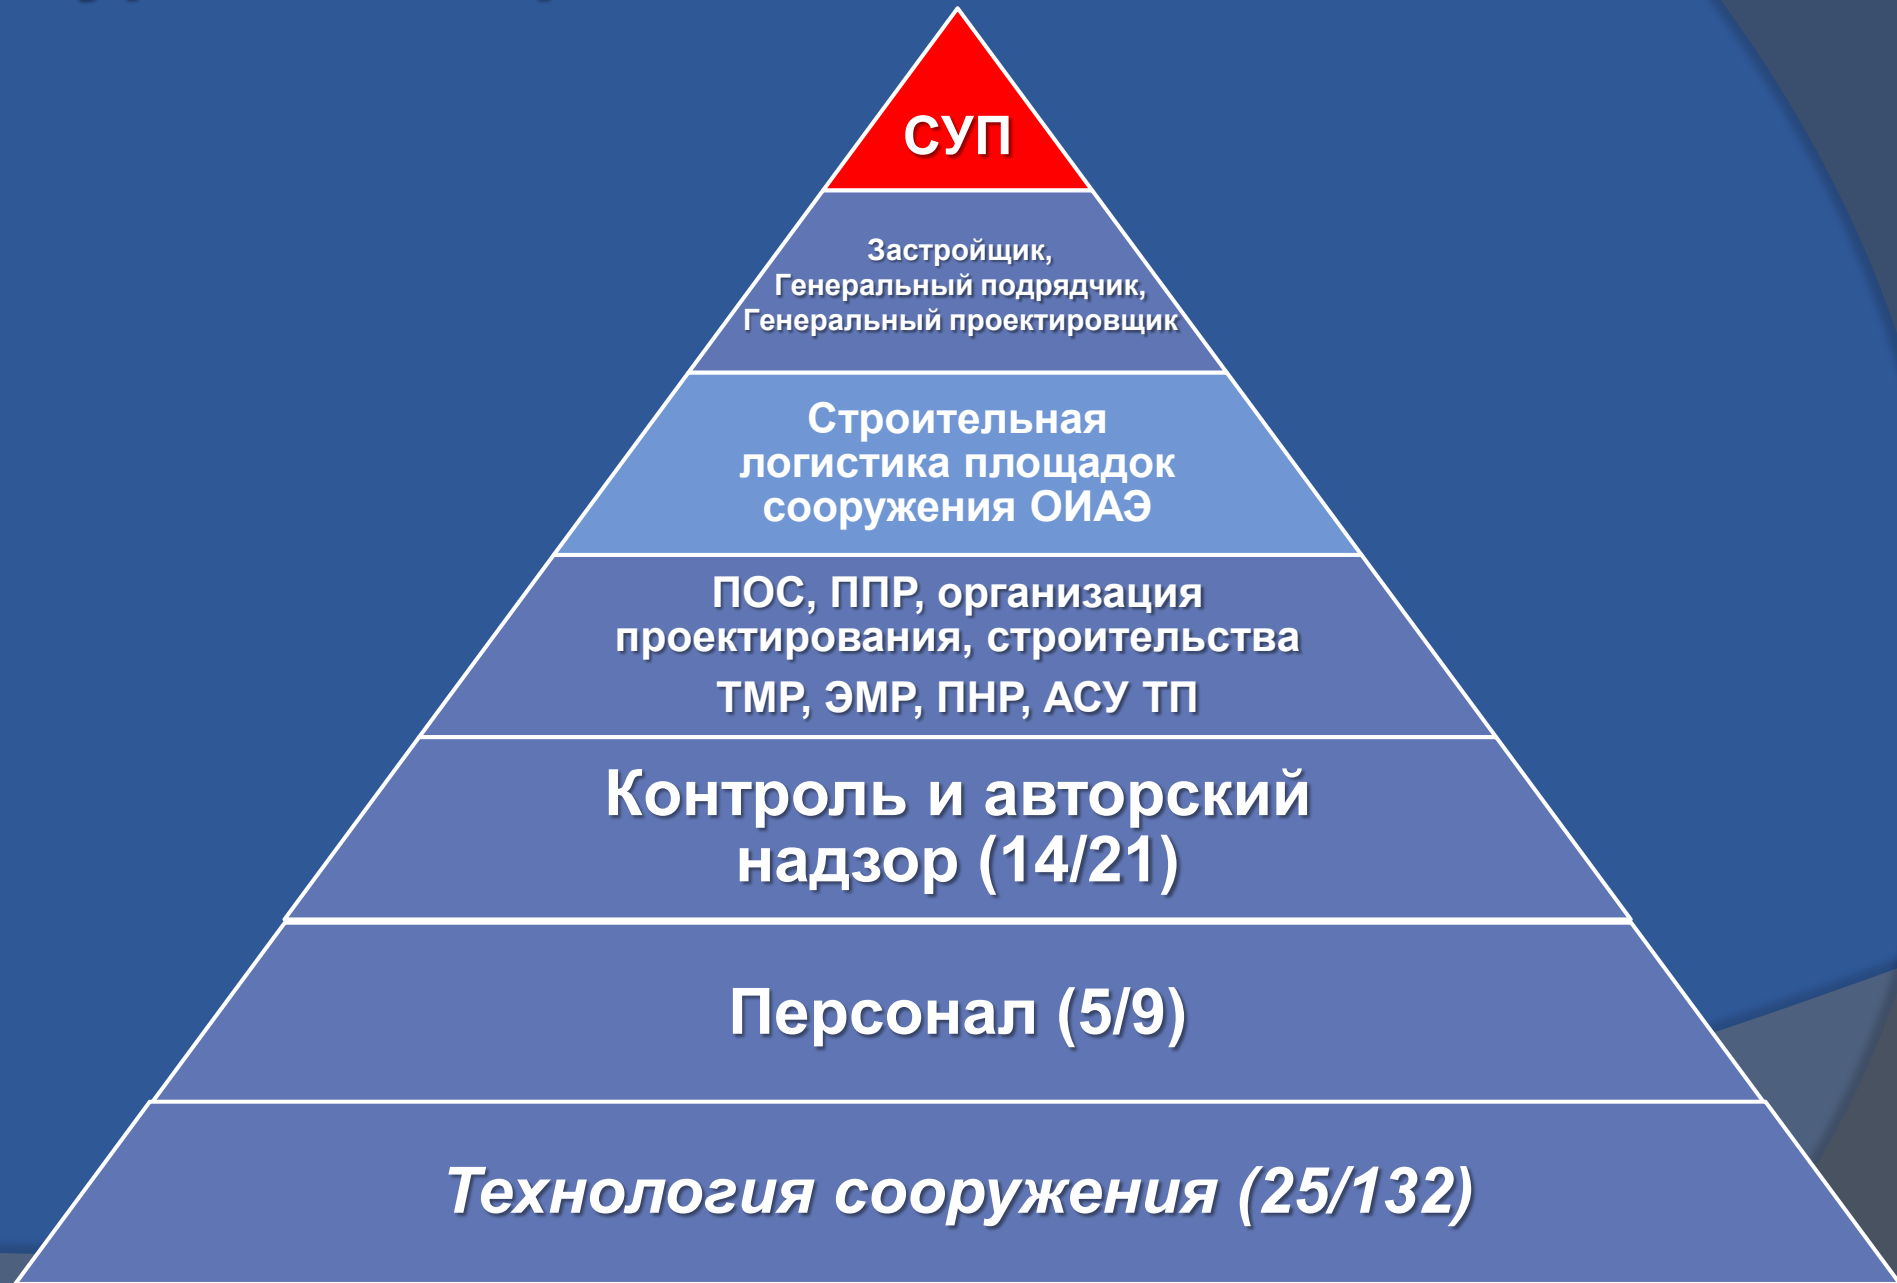 СУП
Застройщик,
Генеральный подрядчик,
Генеральный проектировщик
Строительная
логистика площадок
сооружения ОИАЭ
ПОС, ППР, организация
проектирования, строительства
ТМР, ЭМР, ПНР, АСУ ТП
Контроль и авторский
надзор (14/21)
Персонал (5/9)
Технология сооружения (25/132)